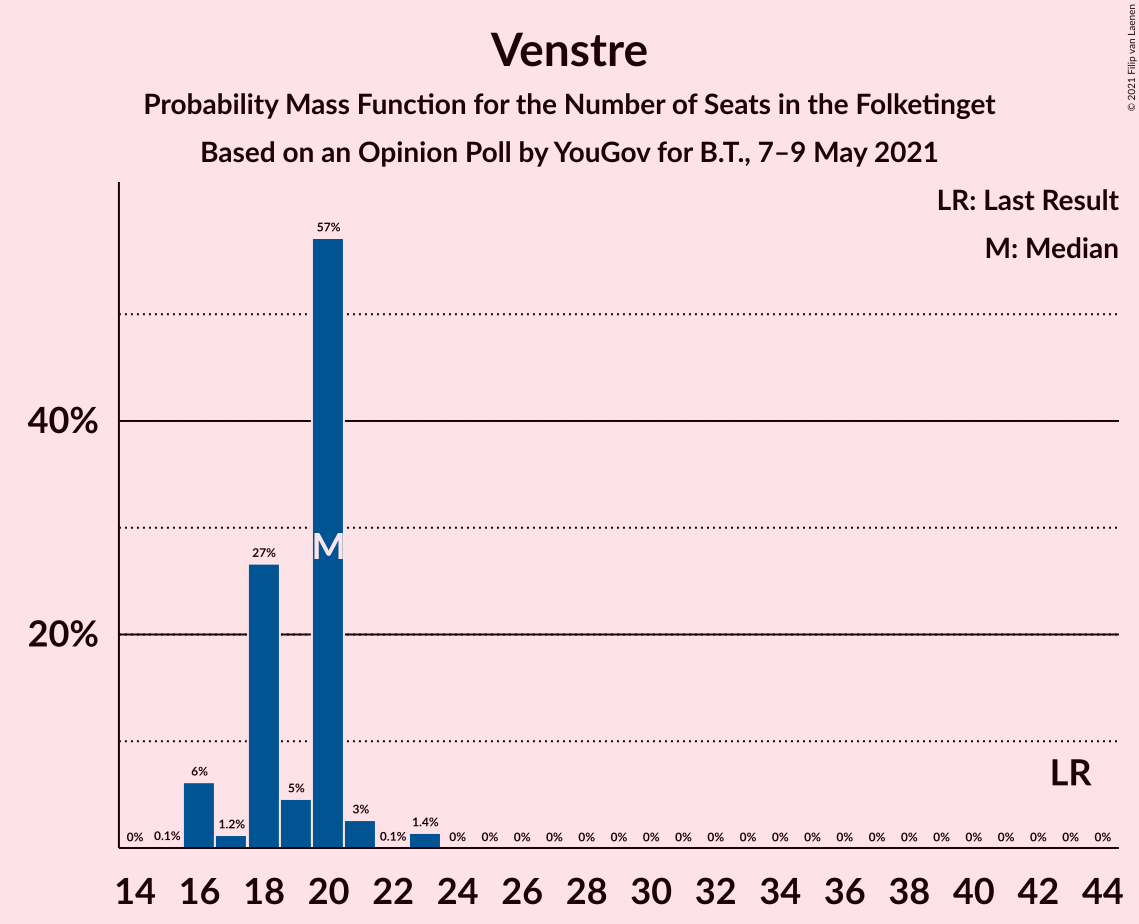 Venstre
Probability Mass Function for the Number of Seats in the Folketinget
Based on an Opinion Poll by YouGov for B.T., 7–9 May 2021
© 2021 Filip van Laenen
LR: Last Result
M: Median
57%
40%
M
27%
20%
LR
6%
1.2%
5%
3%
1.4%
0% 0.1% 0.1% 0% 0% 0% 0% 0% 0% 0% 0% 0% 0% 0% 0% 0% 0% 0% 0% 0% 0% 0% 0% 0%
14 16 18 20 22 24 26 28 30 32 34 36 38 40 42 44